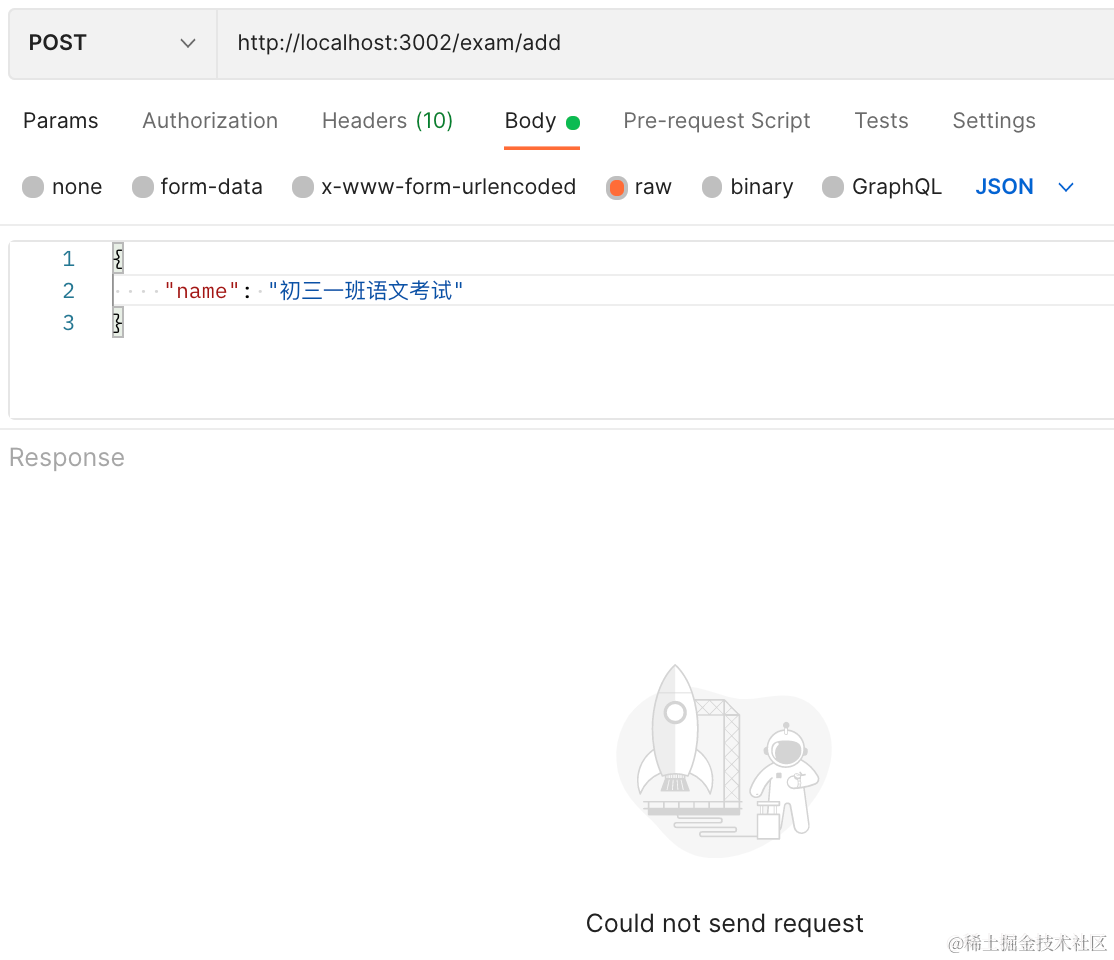 POST http://localhost:3002/exam/add
Params Authorization Headers (10) Body Pre-request Script Tests Settings
none form-data x-www-form-urlencoded raw binary GraphQL JSON
1 {
2 "name": "初三一班语文考试"
3 }
Response
Could not send request
@稀土掘金技术社区